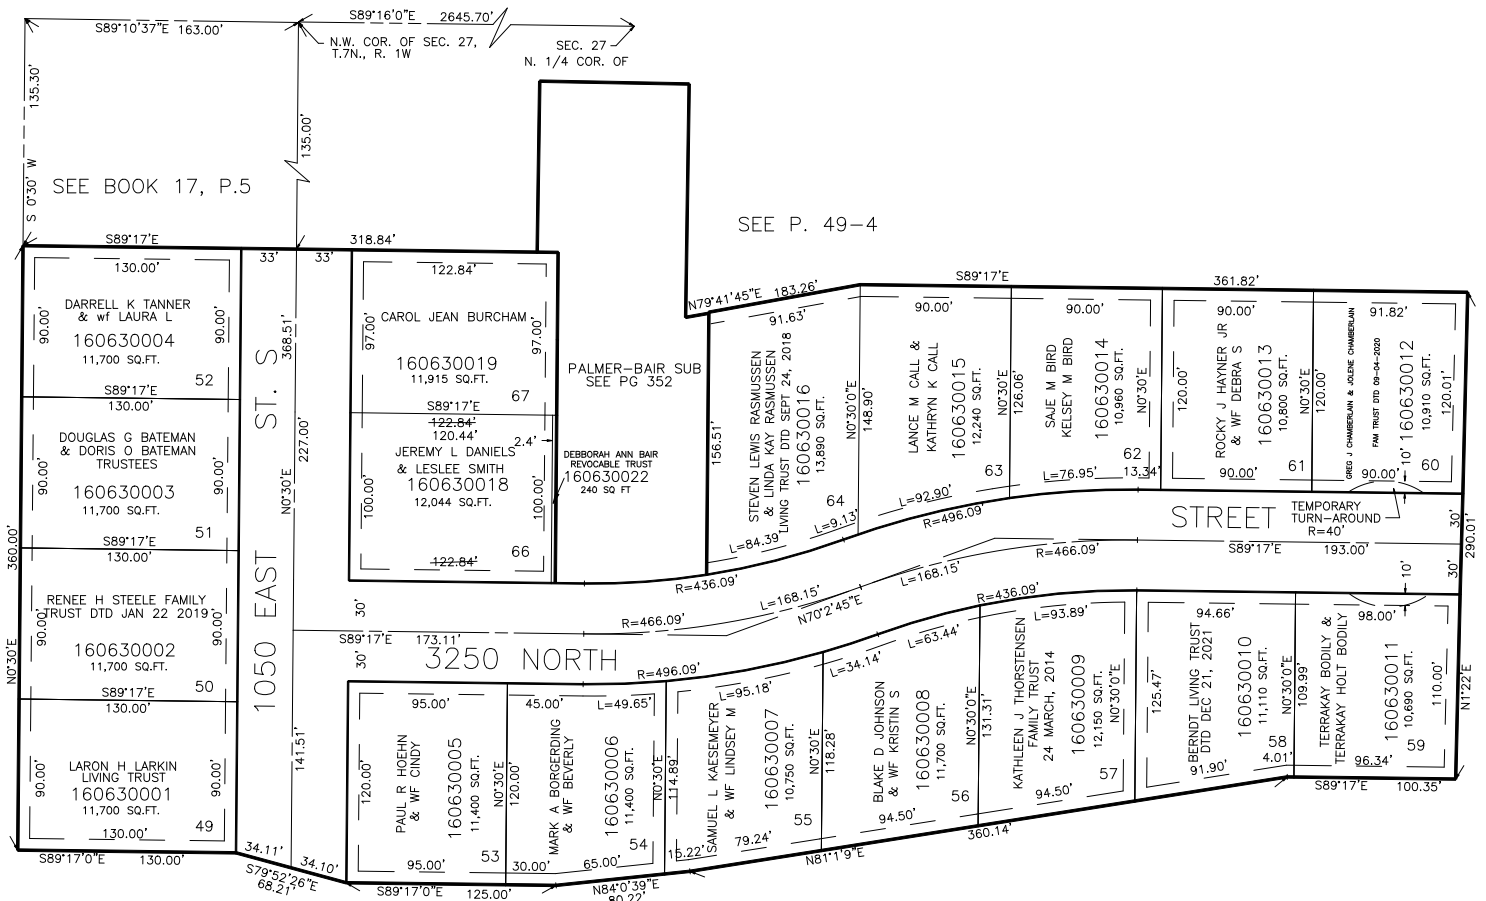 S89°10'37"E 163.00'
S89°16'0"E 2645.70'
N.W. COR. OF SEC. 27,
T.7N., R. 1W
SEC. 27
N. 1/4 COR. OF
135.30'
S 0°30' W
135.00'
SEE BOOK 17, P.5
SEE P. 49-4
S89°17'E
318.84'
33'
33'
130.00'
DARRELL K TANNER
& wf LAURA L
160630004
11,700 SQ.FT.
90.00'
90.00'
52
S89°17'E
130.00'
DOUGLAS G BATEMAN
& DORIS O BATEMAN
TRUSTEES
160630003
11,700 SQ.FT.
90.00'
90.00'
51
S89°17'E
130.00'
RENEE H STEELE FAMILY
TRUST DTD JAN 22 2019
160630002
11,700 SQ.FT.
90.00'
90.00'
50
S89°17'E
130.00'
LARON H LARKIN
LIVING TRUST
160630001
11,700 SQ.FT.
90.00'
90.00'
130.00'
49
360.00'
N0°30'E
S89°17'0"E 130.00'
34.11'
34.10'
S79°52'26"E
68.21'
1050 EAST ST. S
368.51'
227.00'
N0°30'E
141.51'
122.84'
CAROL JEAN BURCHAM
160630019
11,915 SQ.FT.
97.00'
97.00'
67
S89°17'E
122.84'
120.44'
2.4'
JEREMY L DANIELS
& LESLEE SMITH
160630018
12,044 SQ.FT.
100.00'
100.00'
66
122.84'
PALMER-BAIR SUB
SEE PG 352
DEBBORAH ANN BAIR
REVOCABLE TRUST
160630022
240 SQ FT
N79°41'45"E 183.26'
91.63'
156.51'
STEVEN LEWIS RASMUSSEN
& LINDA KAY RASMUSSEN
LIVING TRUST DTD SEPT 24, 2018
160630016
13,890 SQ.FT.
64
N0°30'0"E
148.90'
L=84.39'
L=9.13'
S89°17'E
361.82'
90.00'
LANCE M CALL &
KATHRYN K CALL
160630015
12,240 SQ.FT.
63
N0°30'E
126.06'
L=92.90'
90.00'
SAJE M BIRD
KELSEY M BIRD
160630014
10,960 SQ.FT.
62
L=76.95'
13.34'
90.00'
120.00'
ROCKY J HAYNER JR
& WF DEBRA S
160630013
10,800 SQ.FT.
90.00'
61
N0°30'E
120.00'
91.82'
GREG J CHAMBERLAIN & JOLENE CHAMBERLAIN
FAM TRUST DTD 09-04-2020
160630012
10,910 SQ.FT.
120.01'
90.00'
10'
60
R=436.09'
R=496.09'
STREET
TEMPORARY
TURN-AROUND
R=40'
30'
290.01'
30'
30'
30'
S89°17'E 173.11'
3250 NORTH
R=466.09'
L=168.15'
N70°2'45"E
L=168.15'
R=466.09'
S89°17'E 193.00'
R=496.09'
R=436.09'
10'
N1°22'E
95.00'
120.00'
PAUL R HOEHN
& WF CINDY
160630005
11,400 SQ.FT.
95.00'
53
N0°30'E
120.00'
45.00'
L=49.65'
MARK A BORGERDING
& WF BEVERLY
160630006
11,400 SQ.FT.
54
30.00'
65.00'
N0°30'E
114.89'
L=95.18'
SAMUEL L KAESEMEYER
& WF LINDSEY M
160630007
10,750 SQ.FT.
55
15.22'
79.24'
N0°30'E
118.28'
L=34.14'
L=63.44'
BLAKE D JOHNSON
& WF KRISTIN S
160630008
11,700 SQ.FT.
56
94.50'
N0°30'0"E
131.31'
L=93.89'
KATHLEEN J THORSTENSEN
FAMILY TRUST
24 MARCH, 2014
160630009
12,150 SQ.FT.
N0°30'0"E
57
94.50'
94.66'
125.47'
BERNDT LIVING TRUST
DTD DEC 21, 2021
160630010
11,110 SQ.FT.
58
91.90'
4.01'
N0°30'0"E
109.99'
98.00'
TERRAKAY BODILY &
TERRAKAY HOLT BODILY
160630011
10,690 SQ.FT.
110.00'
59
96.34'
S89°17'E
100.35'
S89°17'0"E 125.00'
N84°0'39"E
80.22'
N81°1'9"E
360.14'